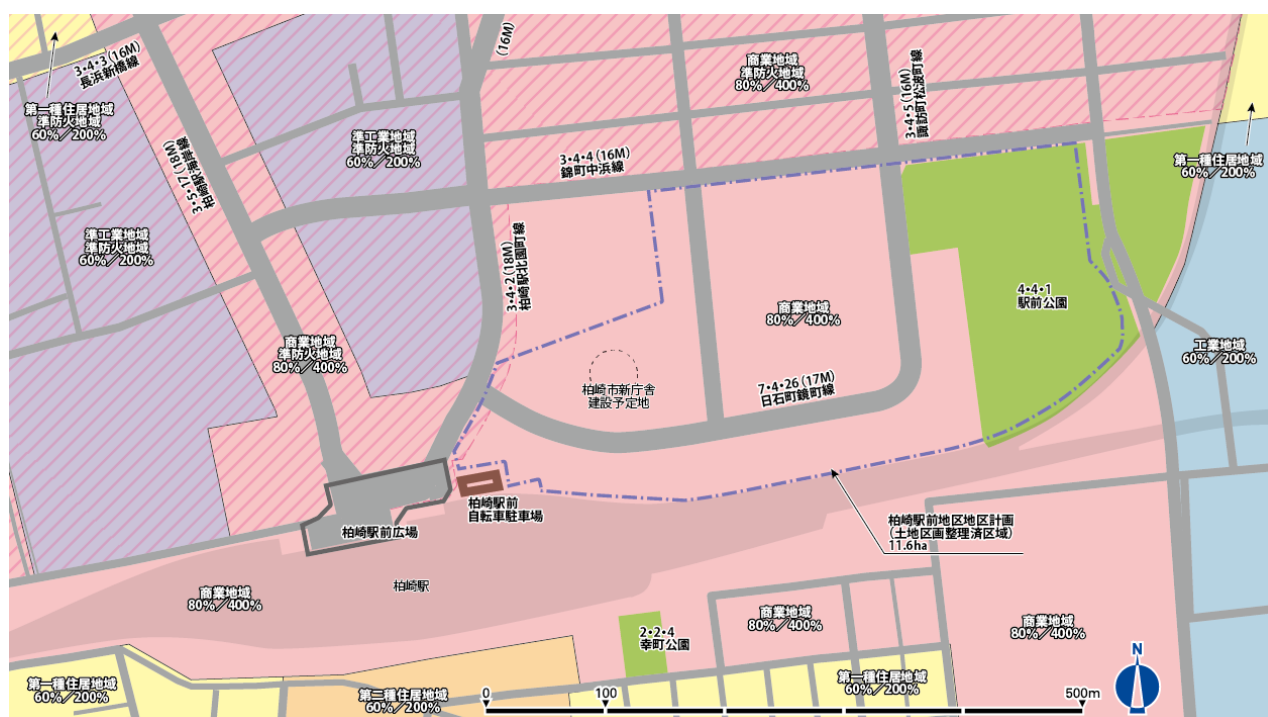 3・4・3(16M)
長浜新橋線
(16M)
第一種住居地域
準防火地域
60%/200%
商業地域
準防火地域
80%/400%
3・4・5(16M)
諏訪町松波町線
第一種住居地域
60%/200%
準工業地域
準防火地域
60%/200%
3・4・4(16M)
錦町中浜線
3・5・17(18M)
柏崎駅海岸線
準工業地域
準防火地域
60%/200%
3・4・2(18M)
柏崎駅北園町線
4・4・1
駅前公園
商業地域
80%/400%
商業地域
準防火地域
80%/400%
工業地域
60%/200%
柏崎市新庁舎
建設予定地
7・4・26(17M)
日石町鏡町線
柏崎駅前
自転車駐車場
柏崎駅前広場
柏崎駅前地区地区計画
(土地区画整理済区域)
11.6ha
柏崎駅
商業地域
80%/400%
商業地域
80%/400%
商業地域
80%/400%
2・2・4
幸町公園
N
第一種住居地域
60%/200%
第二種住居地域
60%/200%
第一種住居地域
60%/200%
0 100 500m